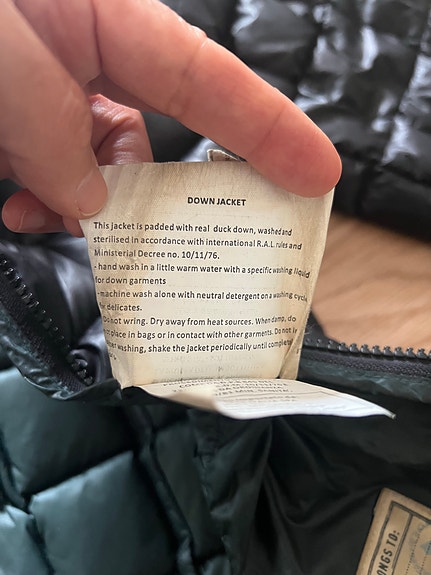 DOWN JACKET
This jacket is padded with real duck down, washed and
sterilised in accordance with international R.A.L rules and
Ministerial Decree no. 10/11/76.
- hand wash in a little warm water with a specific washing liquid
for down garments
-machine wash alone with neutral detergent on a washing cycle
for delicates.
Do not wring. Dry away from heat sources. When damp, do
place in bags or in contact with other garments. Do not
washing, shake the jacket periodically until
NGS TO: